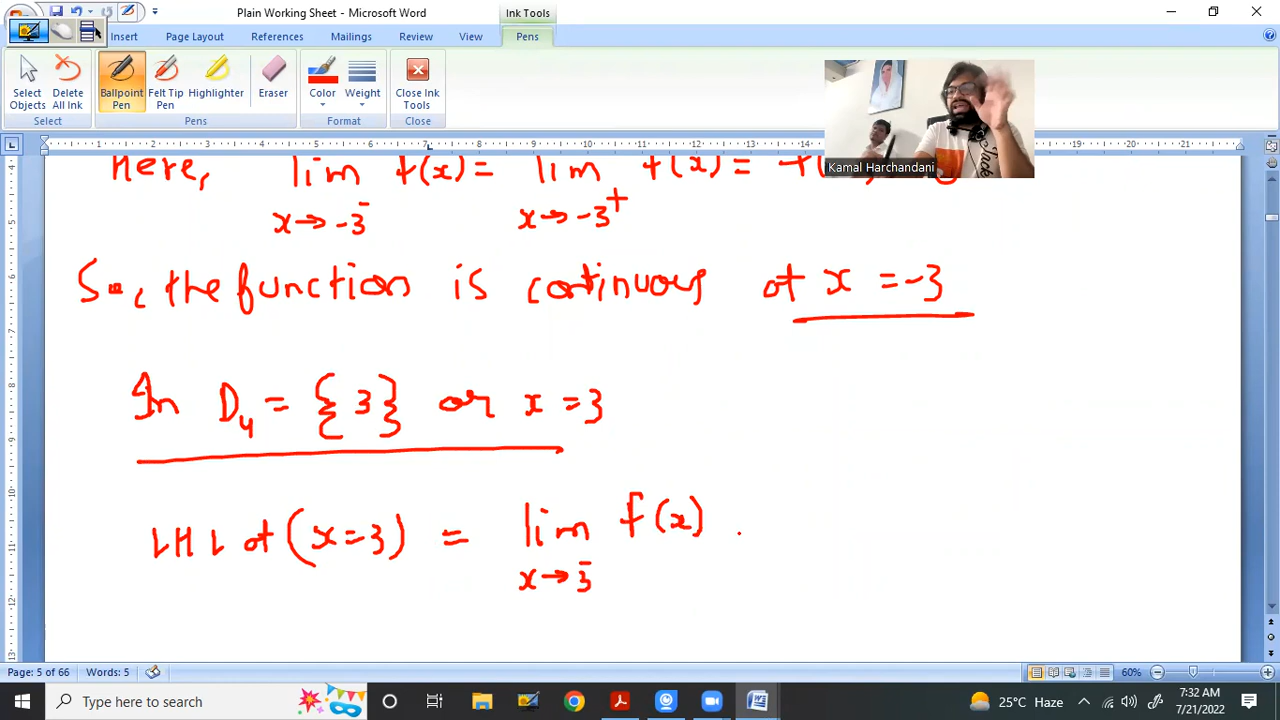 Plain Working Sheet - Microsoft Word
Ink Tools
Insert Page Layout References Mailings Review View Pens
Select Objects
Delete All Ink
Ballpoint Pen
Felt Tip Pen
Highlighter
Eraser
Color
Weight
Close Ink Tools
Select
Pens
Format
Close
Kamal Harchandani
Here, lim f(x) = lim f(x) =
x→-3⁻ x→-3⁺
the function is continuous at x = -3
In D₄ = {3} or x = 3
LHL at (x=3) = lim f(x)
x→3⁻
Page: 5 of 66 Words: 5
60%
Type here to search
25°C Haze
7:32 AM
7/21/2022